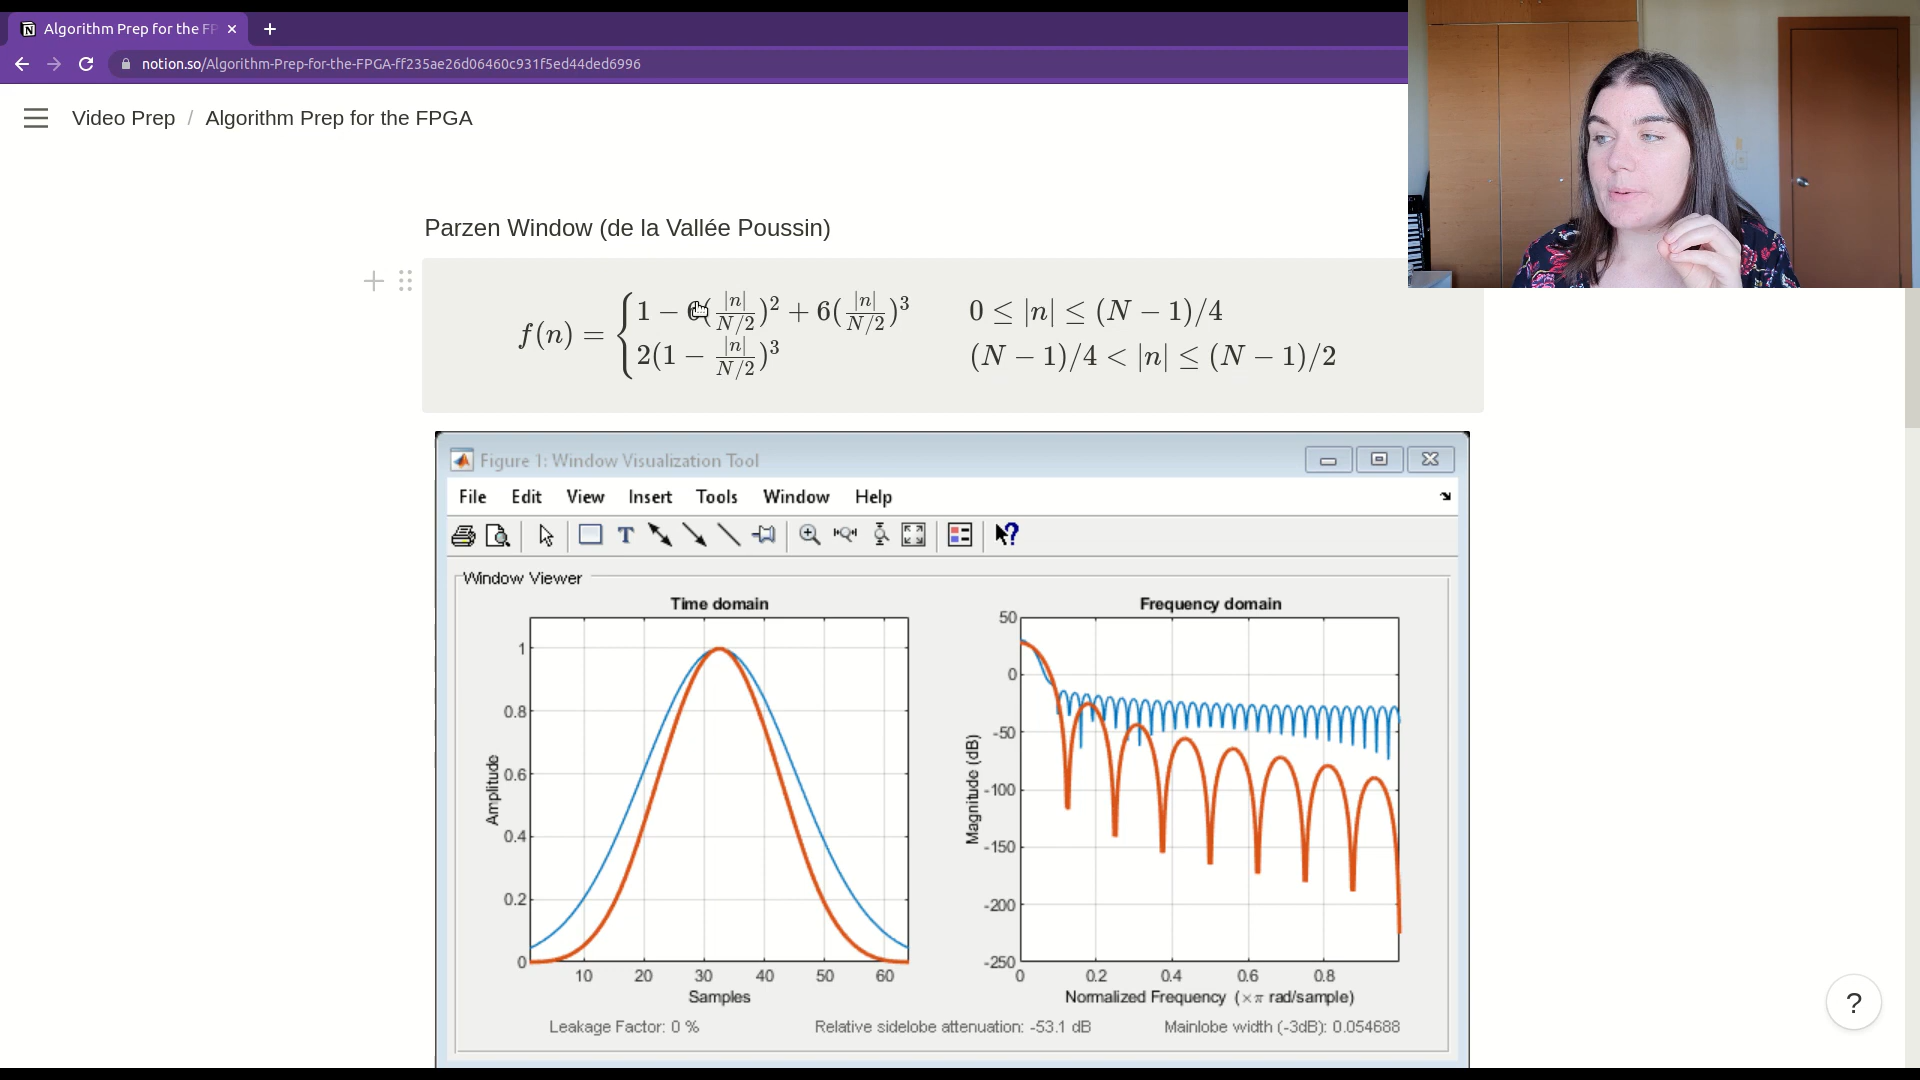 Algorithm Prep for the FP
notion.so/Algorithm-Prep-for-the-FPGA-ff235ae26d06460c931f5ed44ded6996
Video Prep / Algorithm Prep for the FPGA
Parzen Window (de la Vallée Poussin)
f(n) = { 1 − 6(|n|/N/2)² + 6(|n|/N/2)³ 0 ≤ |n| ≤ (N − 1)/4
2(1 − |n|/N/2)³ (N − 1)/4 < |n| ≤ (N − 1)/2
Figure 1: Window Visualization Tool
File Edit View Insert Tools Window Help
Window Viewer
Time domain
1
0.8
0.6
0.4
0.2
0
Amplitude
10 20 30 40 50 60
Samples
Frequency domain
50
0
-50
-100
-150
-200
-250
Magnitude (dB)
0 0.2 0.4 0.6 0.8
Normalized Frequency (×π rad/sample)
Leakage Factor: 0 % Relative sidelobe attenuation: -53.1 dB Mainlobe width (-3dB): 0.054688
?